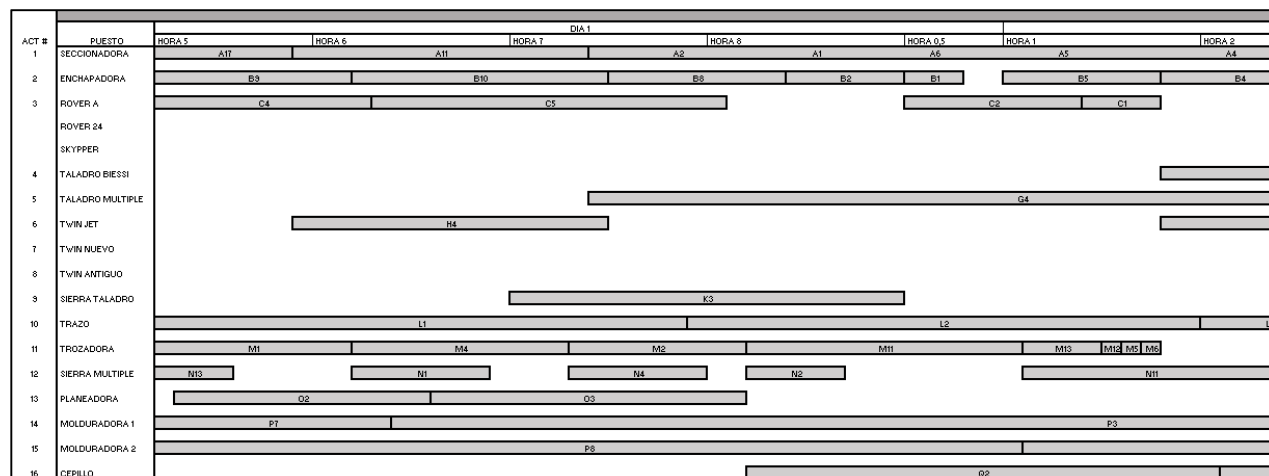 DIA 1
ACT # PUESTO HORA 5 HORA 6 HORA 7 HORA 8 HORA 0,5 HORA 1 HORA 2
1 SECCIONADORA A17 A11 A2 A1 A6 A5 A4
2 ENCHAPADORA B9 B10 B8 B2 B1 B5 B4
3 ROVER A C4 C5 C2 C1
ROVER 24
SKYPPER
4 TALADRO BIESSI
5 TALADRO MULTIPLE G4
6 TWIN JET H4
7 TWIN NUEVO
8 TWIN ANTIGUO
9 SIERRA TALADRO K3
10 TRAZO L1 L2
11 TROZADORA M1 M4 M2 M11 M13 M12 M5 M6
12 SIERRA MULTIPLE N13 N1 N4 N2 N11
13 PLANEADORA O2 O3
14 MOLDURADORA 1 P7 P3
15 MOLDURADORA 2 P8
16 CEPILLO Q2